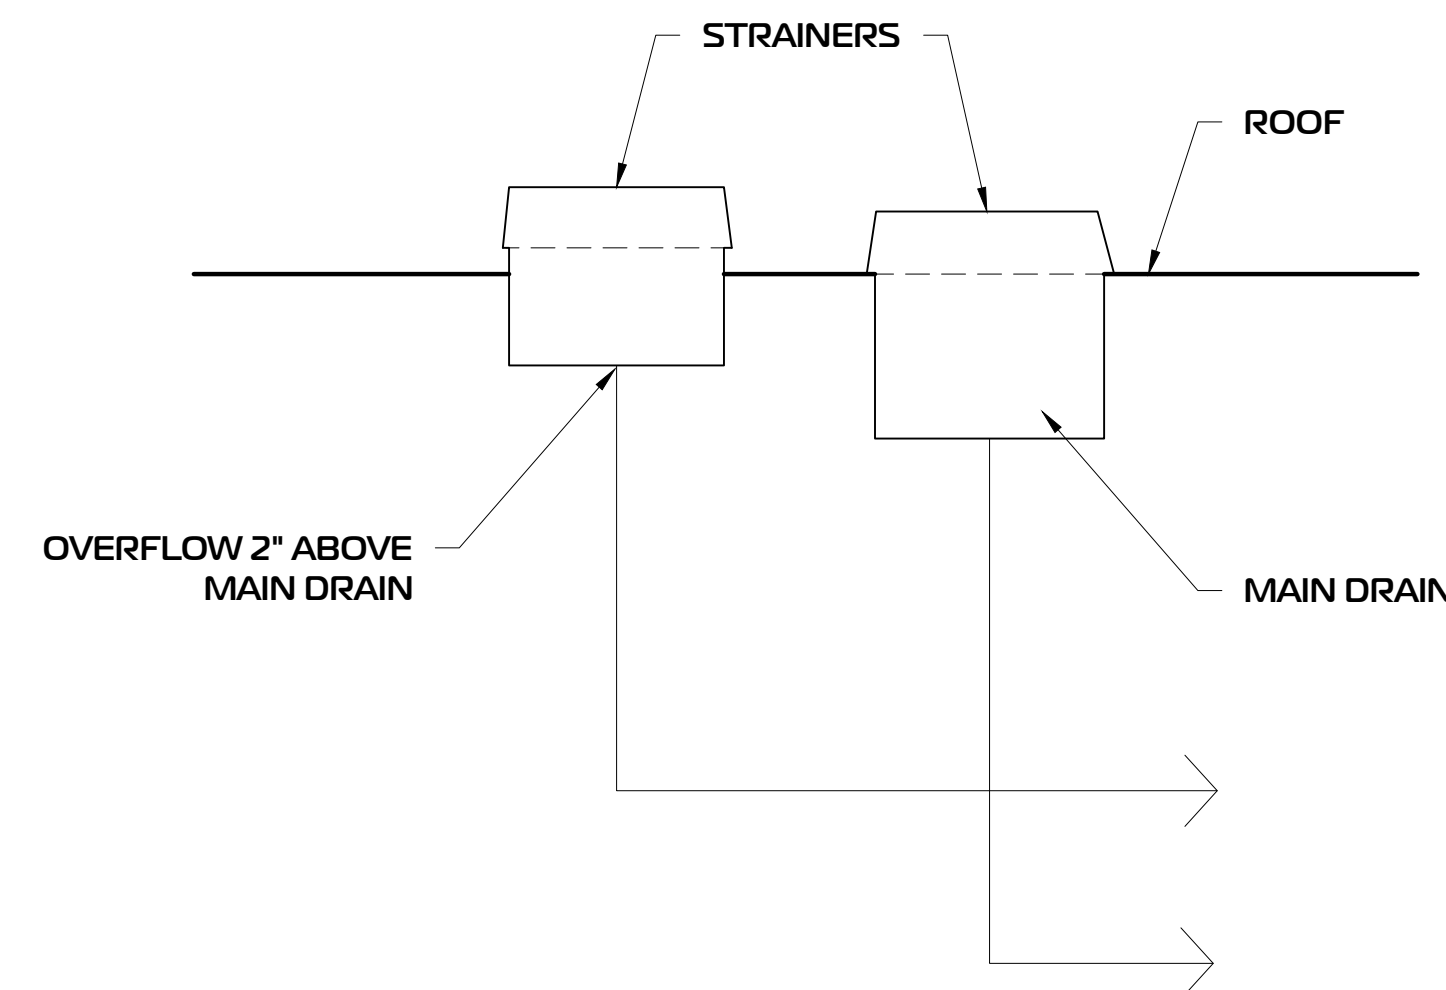 STRAINERS
ROOF
OVERFLOW 2" ABOVE
MAIN DRAIN
MAIN DRAIN